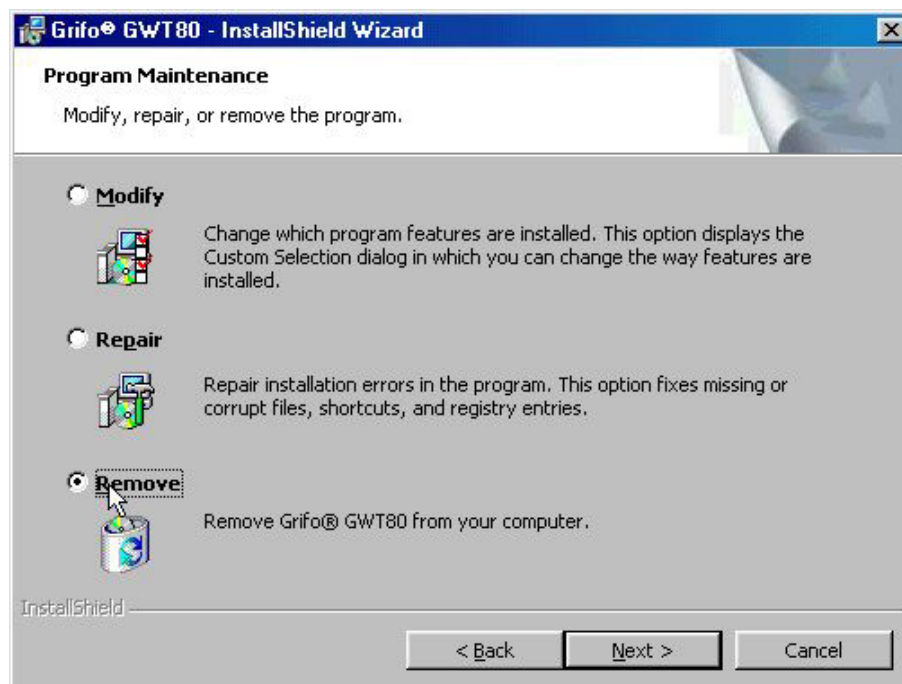 Grifo® GWT80 - InstallShield Wizard
Program Maintenance
Modify, repair, or remove the program.
Modify
Change which program features are installed. This option displays the
Custom Selection dialog in which you can change the way features are
installed.
Repair
Repair installation errors in the program. This option fixes missing or
corrupt files, shortcuts, and registry entries.
Remove
Remove Grifo® GWT80 from your computer.
InstallShield
< Back
Next >
Cancel